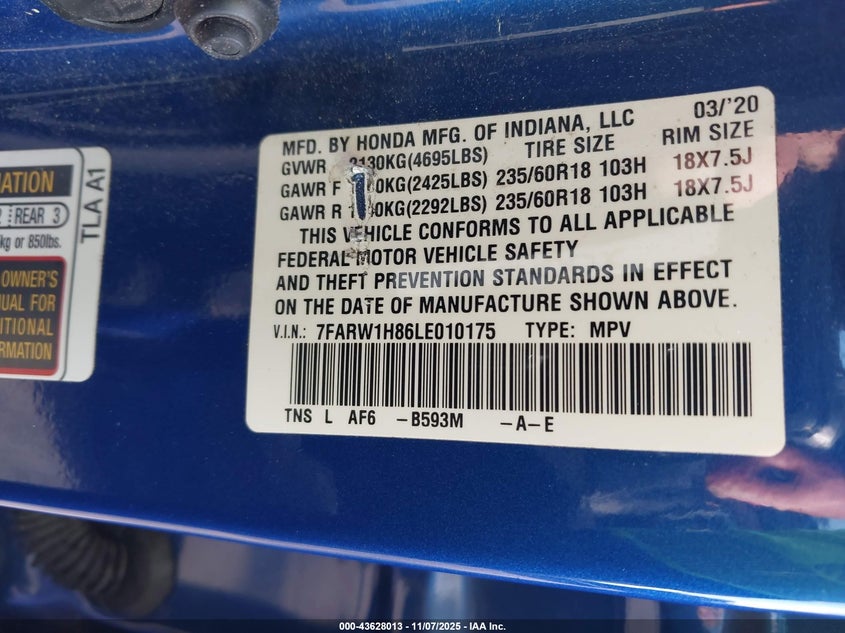 MATION
2 REAR 3
kg or 850lbs.
OWNER'S
UAL FOR
ITIONAL
ORMATION
TLA A1
MFD. BY HONDA MFG. OF INDIANA, LLC 03/'20
GVWR 2130KG(4695LBS) TIRE SIZE RIM SIZE
GAWR F KG(2425LBS) 235/60R18 103H 18X7.5J
GAWR R KG(2292LBS) 235/60R18 103H 18X7.5J
THIS VEHICLE CONFORMS TO ALL APPLICABLE
FEDERAL MOTOR VEHICLE SAFETY
AND THEFT PREVENTION STANDARDS IN EFFECT
ON THE DATE OF MANUFACTURE SHOWN ABOVE.
V.I.N.: 7FARW1H86LE010175 TYPE: MPV
TNS L AF6 -B593M -A-E
000-43628013 - 11/07/2025 - IAA Inc.